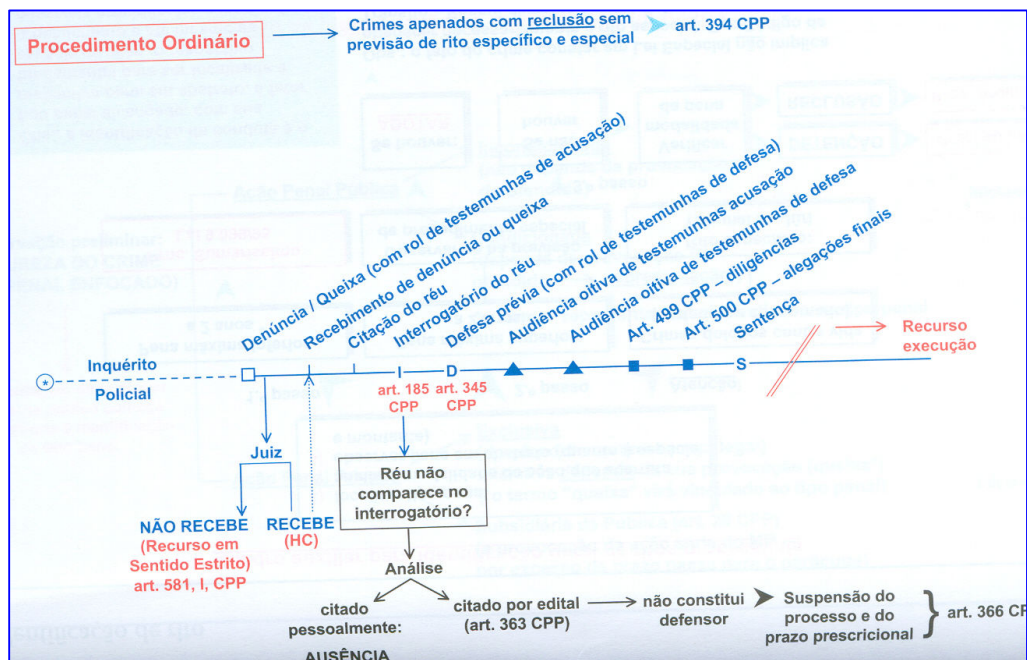 Procedimento Ordinário
Crimes apenados com reclusão sem
previsão de rito específico e especial
art. 394 CPP
Denúncia / Queixa (com rol de testemunhas de acusação)
Recebimento de denúncia ou queixa
Citação do réu
Interrogatório do réu
Defesa prévia (com rol de testemunhas de defesa)
Audiência oitiva de testemunhas acusação
Audiência oitiva de testemunhas de defesa
Art. 499 CPP – diligências
Art. 500 CPP – alegações finais
Sentença
Recurso
execução
*
Inquérito
Policial
I
D
S
art. 185
CPP
art. 345
CPP
Juiz
NÃO RECEBE
(Recurso em
Sentido Estrito)
art. 581, I, CPP
RECEBE
(HC)
Réu não
comparece no
interrogatório?
Análise
citado
pessoalmente:
AUSÊNCIA
citado por edital
(art. 363 CPP)
não constitui
defensor
Suspensão do
processo e do
prazo prescricional
art. 366 CP